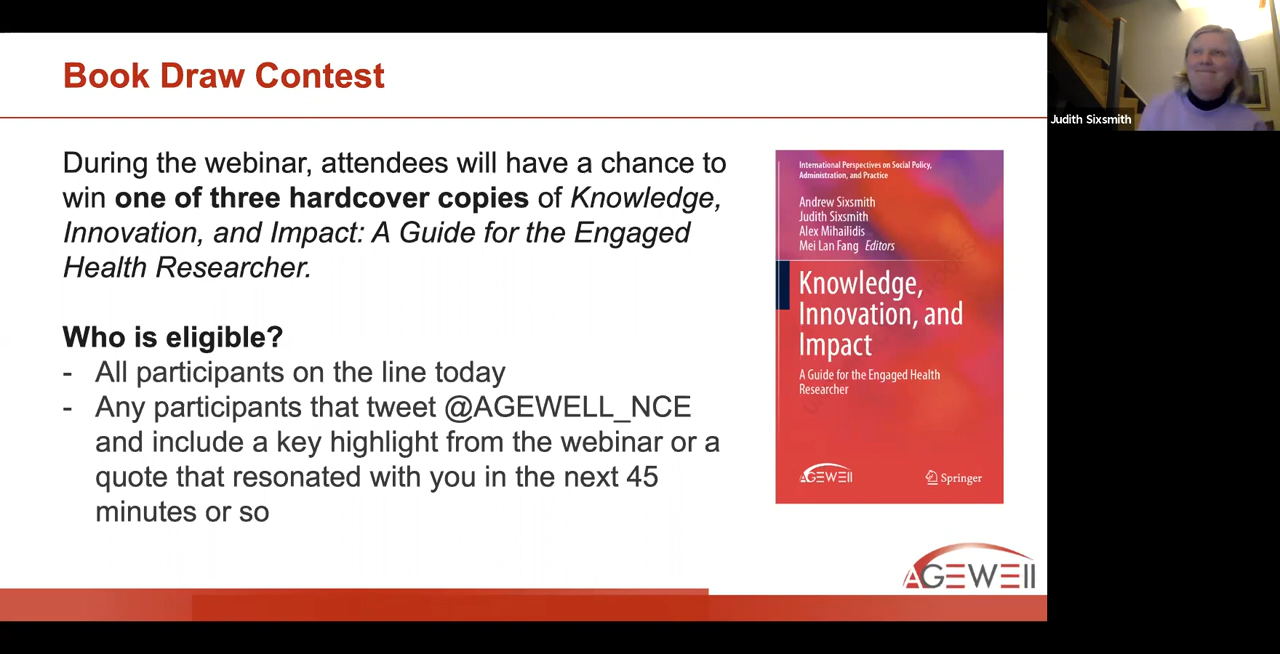 Book Draw Contest
During the webinar, attendees will have a chance to
win one of three hardcover copies of Knowledge,
Innovation, and Impact: A Guide for the Engaged
Health Researcher.
Who is eligible?
- All participants on the line today
- Any participants that tweet @AGEWELL_NCE
and include a key highlight from the webinar or a
quote that resonated with you in the next 45
minutes or so
International Perspectives on Social Policy,
Administration, and Practice
Andrew Sixsmith
Judith Sixsmith
Alex Mihailidis
Mei Lan Fang Editors
Knowledge,
Innovation, and
Impact
A Guide for the Engaged Health
Researcher
AGEWELL
Springer
AGEWELL
Judith Sixsmith